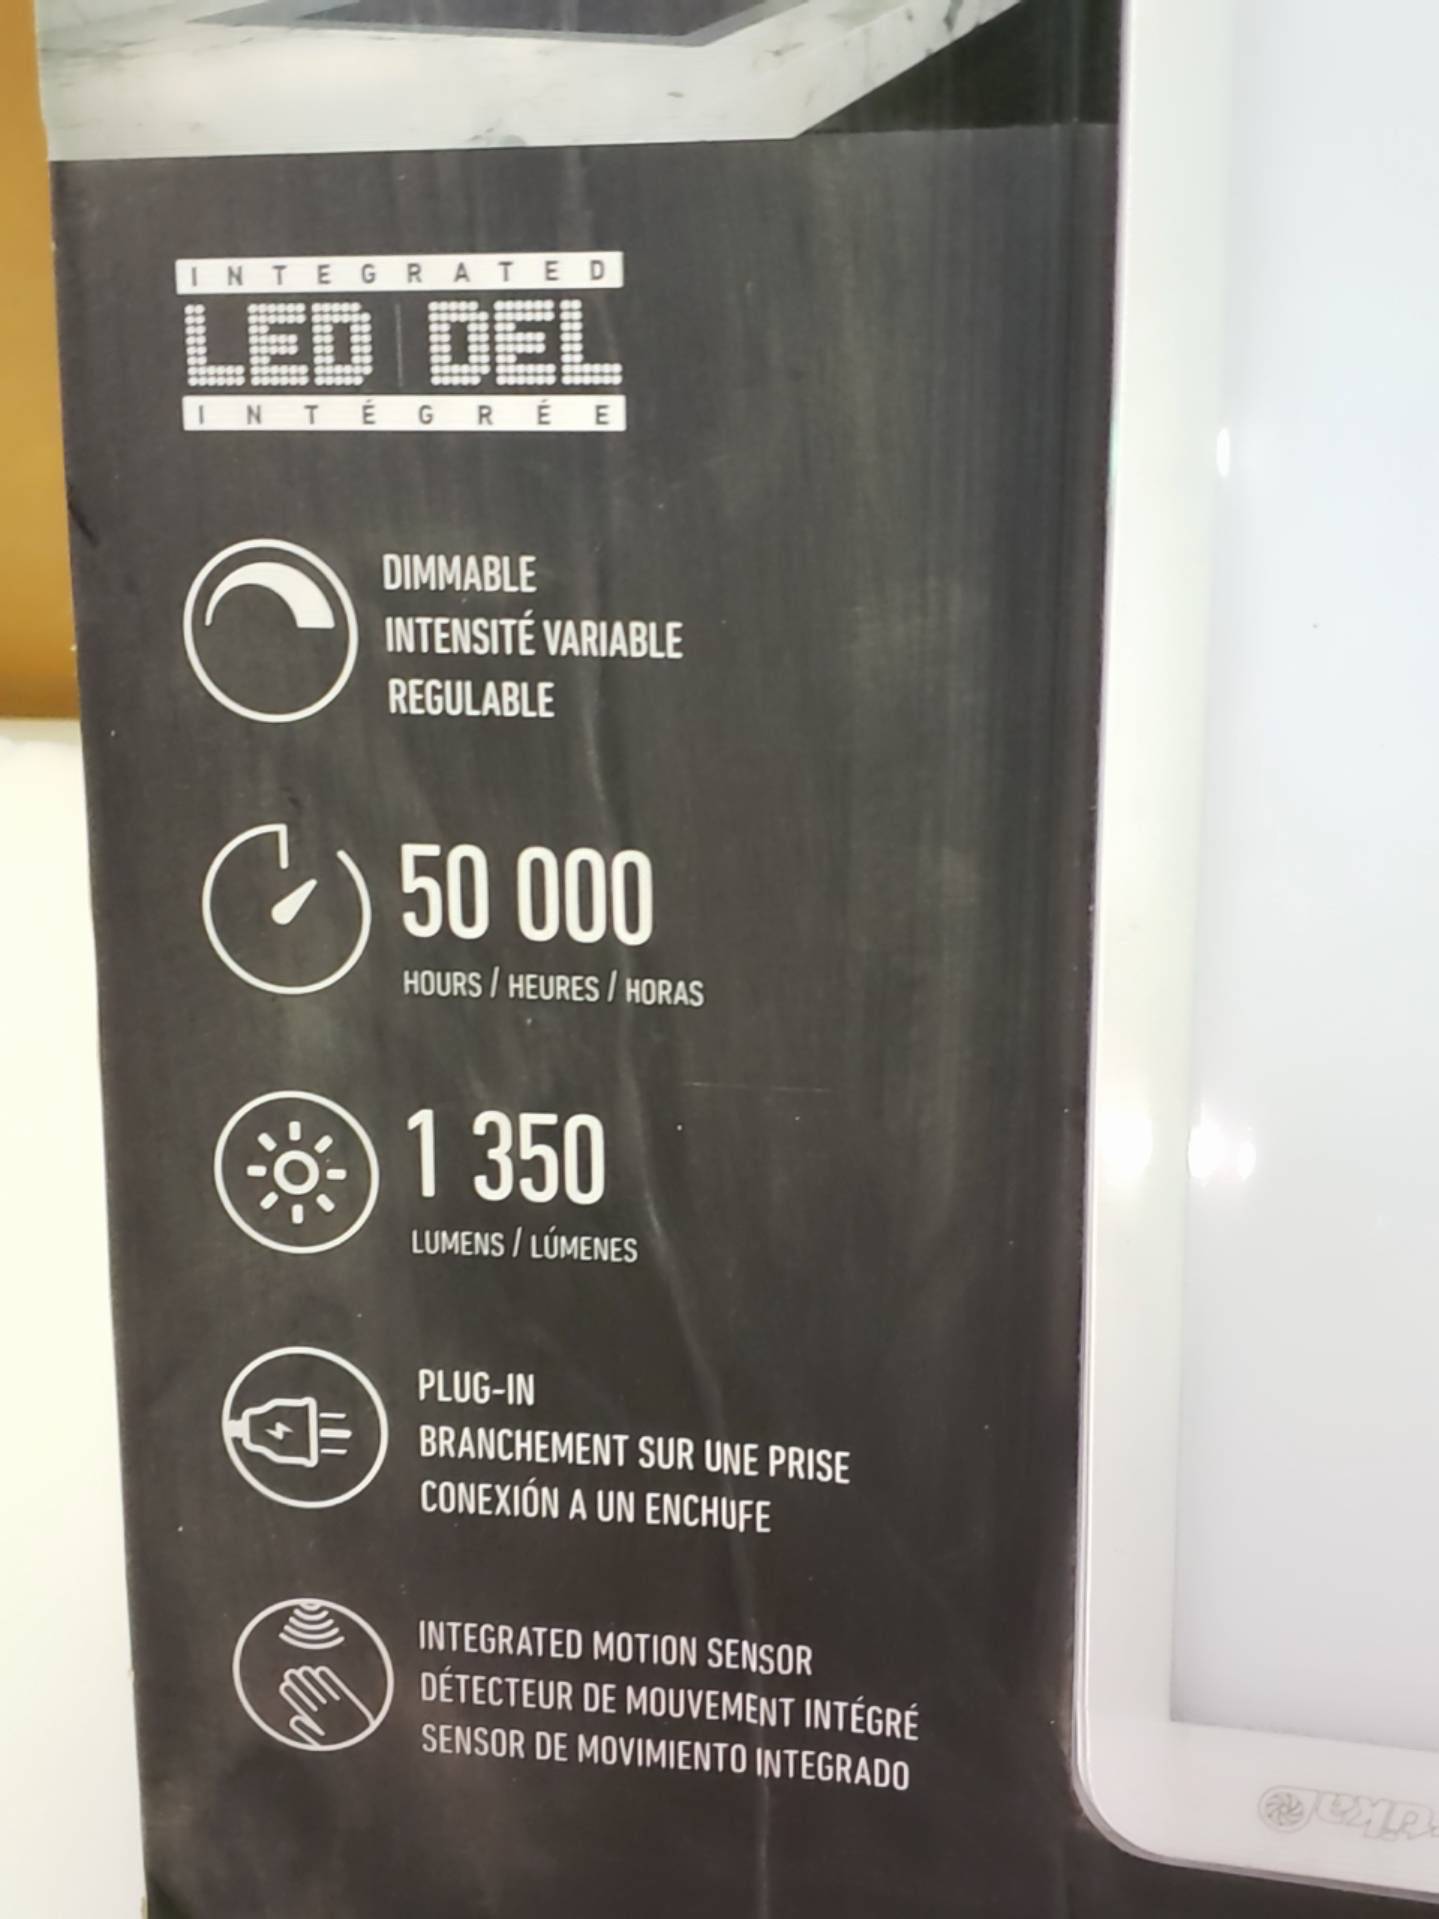 INTEGRATED
LED | DEL
INTÉGRÉE
DIMMABLE
INTENSITÉ VARIABLE
REGULABLE
50 000
HOURS / HEURES / HORAS
1 350
LUMENS / LÚMENES
PLUG-IN
BRANCHEMENT SUR UNE PRISE
CONEXIÓN A UN ENCHUFE
INTEGRATED MOTION SENSOR
DÉTECTEUR DE MOUVEMENT INTÉGRÉ
SENSOR DE MOVIMIENTO INTEGRADO